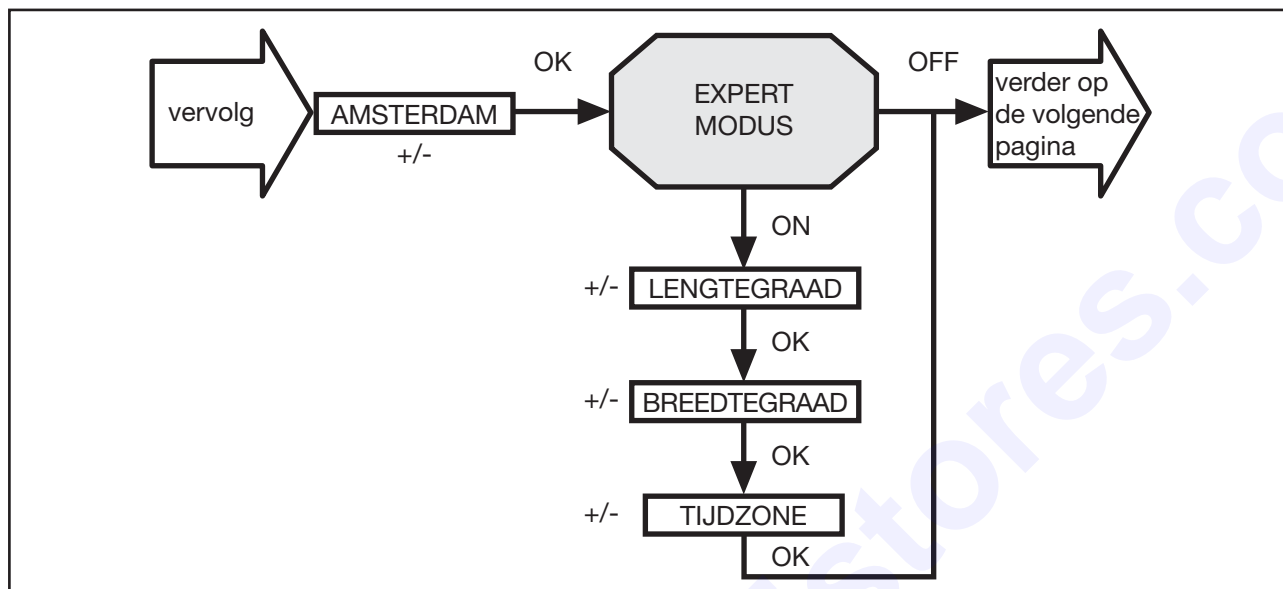 vervolg
AMSTERDAM
+/-
OK
EXPERT
MODUS
OFF
verder op
de volgende
pagina
ON
+/- LENGTEGRAAD
OK
+/- BREEDTEGRAAD
OK
+/- TIJDZONE
OK